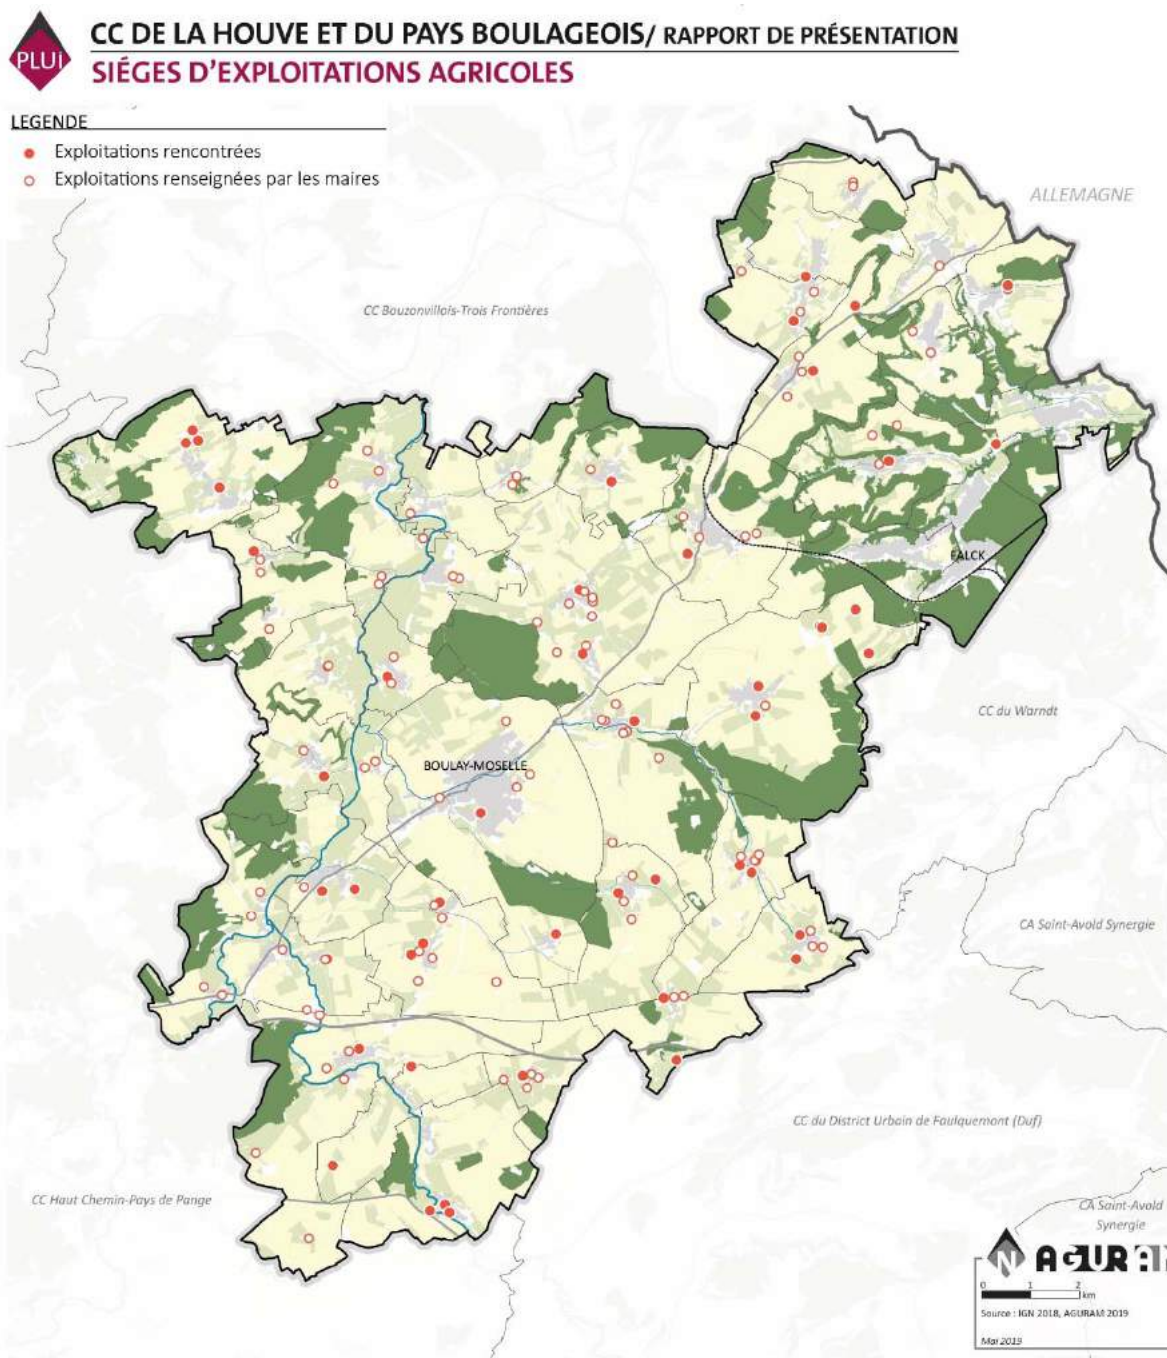 PLUi
CC DE LA HOUVE ET DU PAYS BOULAGEOIS/ RAPPORT DE PRÉSENTATION
SIÉGES D'EXPLOITATIONS AGRICOLES
LEGENDE
Exploitations rencontrées
Exploitations renseignées par les maires
ALLEMAGNE
CC Bouzonvillois-Trois Frontières
FALCK
CC du Warndt
BOULAY-MOSELLE
CA Saint-Avold Synergie
CC du District Urbain de Faulquemont (Duf)
CC Haut Chemin-Pays de Pange
CA Saint-Avold
Synergie
N AGURA
0 1 2
km
Source : IGN 2018, AGURAM 2019
Mai 2019